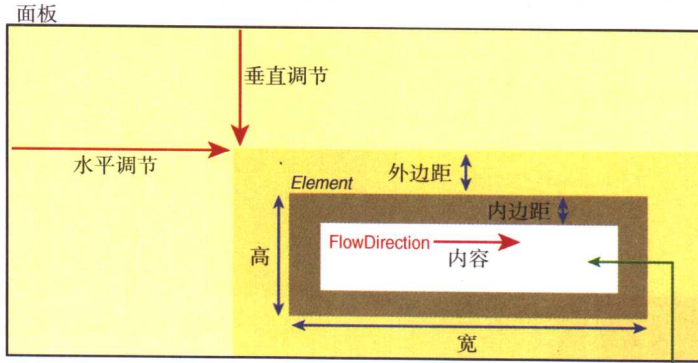 面板
垂直调节
水平调节
外边距
Element
内边距
FlowDirection
内容
高
宽